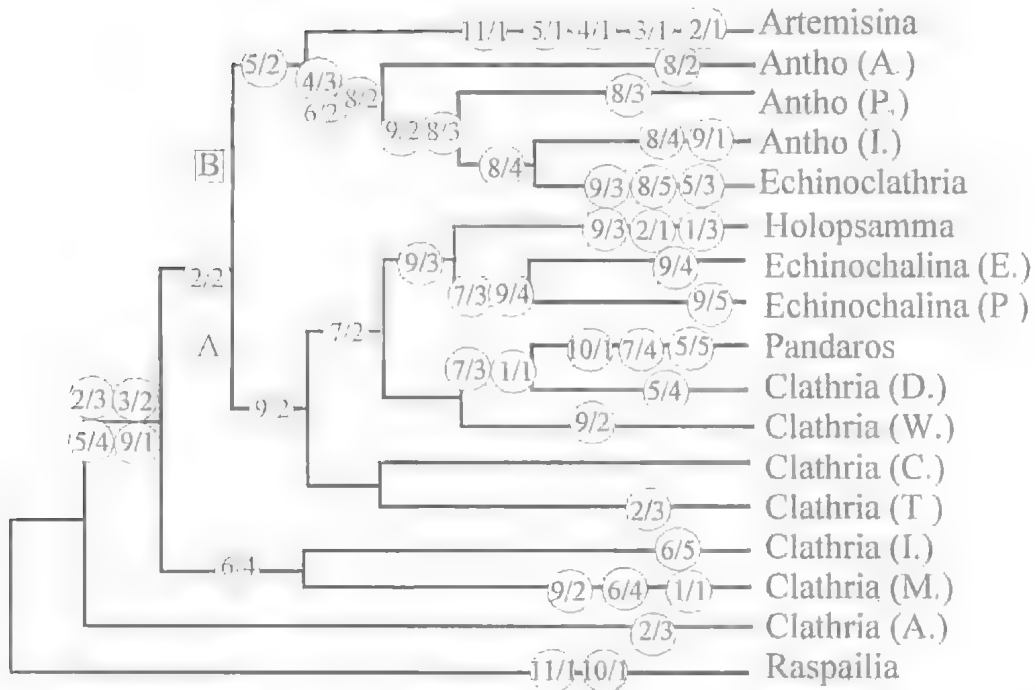 11/1 5/1 4/1 3/1 2/1 Artemisina
5/2 4/3 6/2 8/2 8/2 Antho (A.)
8/3 Antho (P.)
9/2 8/3
B 8/4 8/4 9/1 Antho (I.)
9/3 8/5 5/3 Echinoclathria
9/3 2/1 1/3 Holopsamma
2/2 9/3 9/4 Echinochalina (E.)
7/3 9/4 9/5 Echinochalina (P )
A 7/2 10/1 7/4 5/5 Pandaros
7/3 1/1
2/3 3/2 5/4 Clathria (D.)
9/2 9/2 Clathria (W.)
5/4 9/1
Clathria (C.)
2/3 Clathria (T )
6/5 Clathria (I.)
6/4 9/2 6/4 1/1 Clathria (M.)
2/3 Clathria (A.)
11/1 10/1 Raspailia